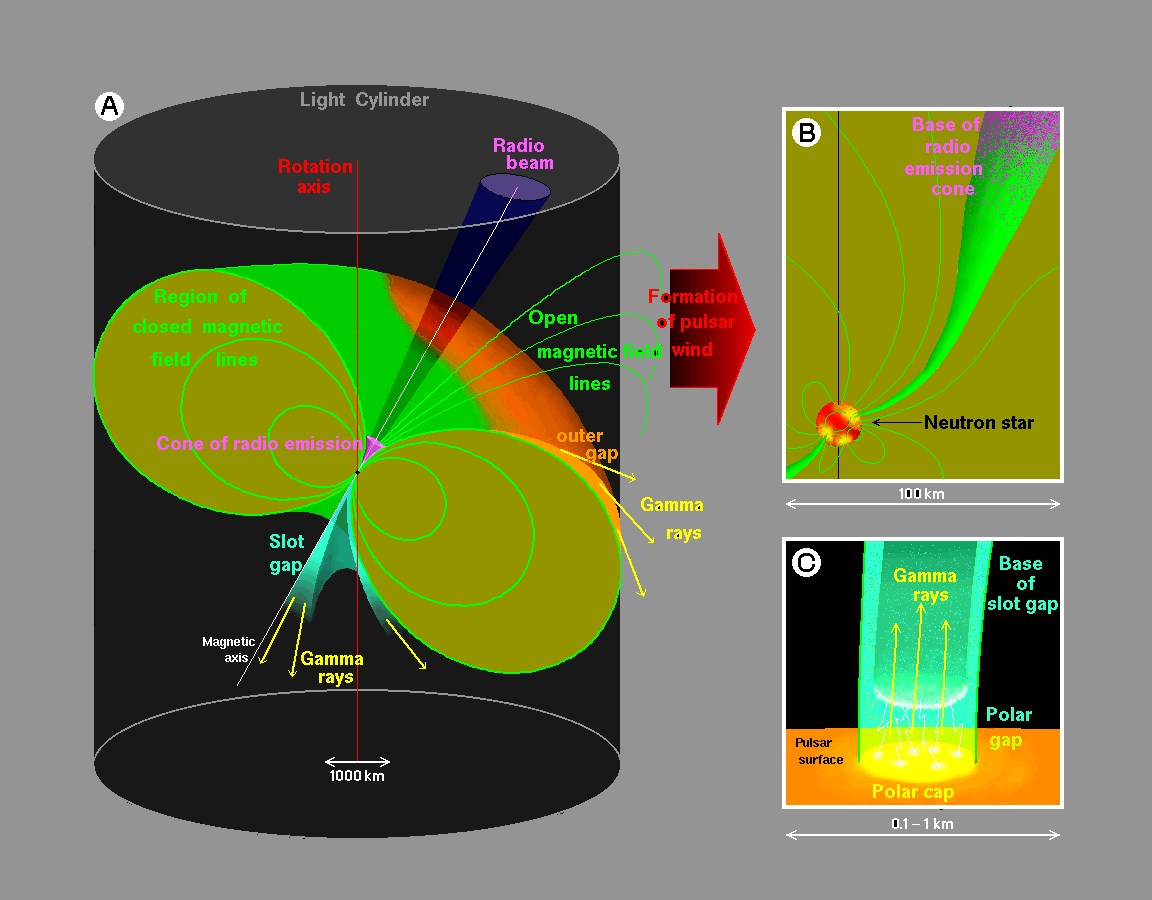 A
Light Cylinder
Rotation
axis
Radio
beam
Region of
closed magnetic
field lines
Open
magnetic field
lines
Formation
of pulsar
wind
Cone of radio emission
outer
gap
Gamma
rays
Slot
gap
Magnetic
axis
Gamma
rays
1000 km
B
Base of
radio
emission
cone
Neutron star
100 km
C
Gamma
rays
Base
of
slot gap
Polar
gap
Pulsar
surface
Polar cap
0.1 – 1 km